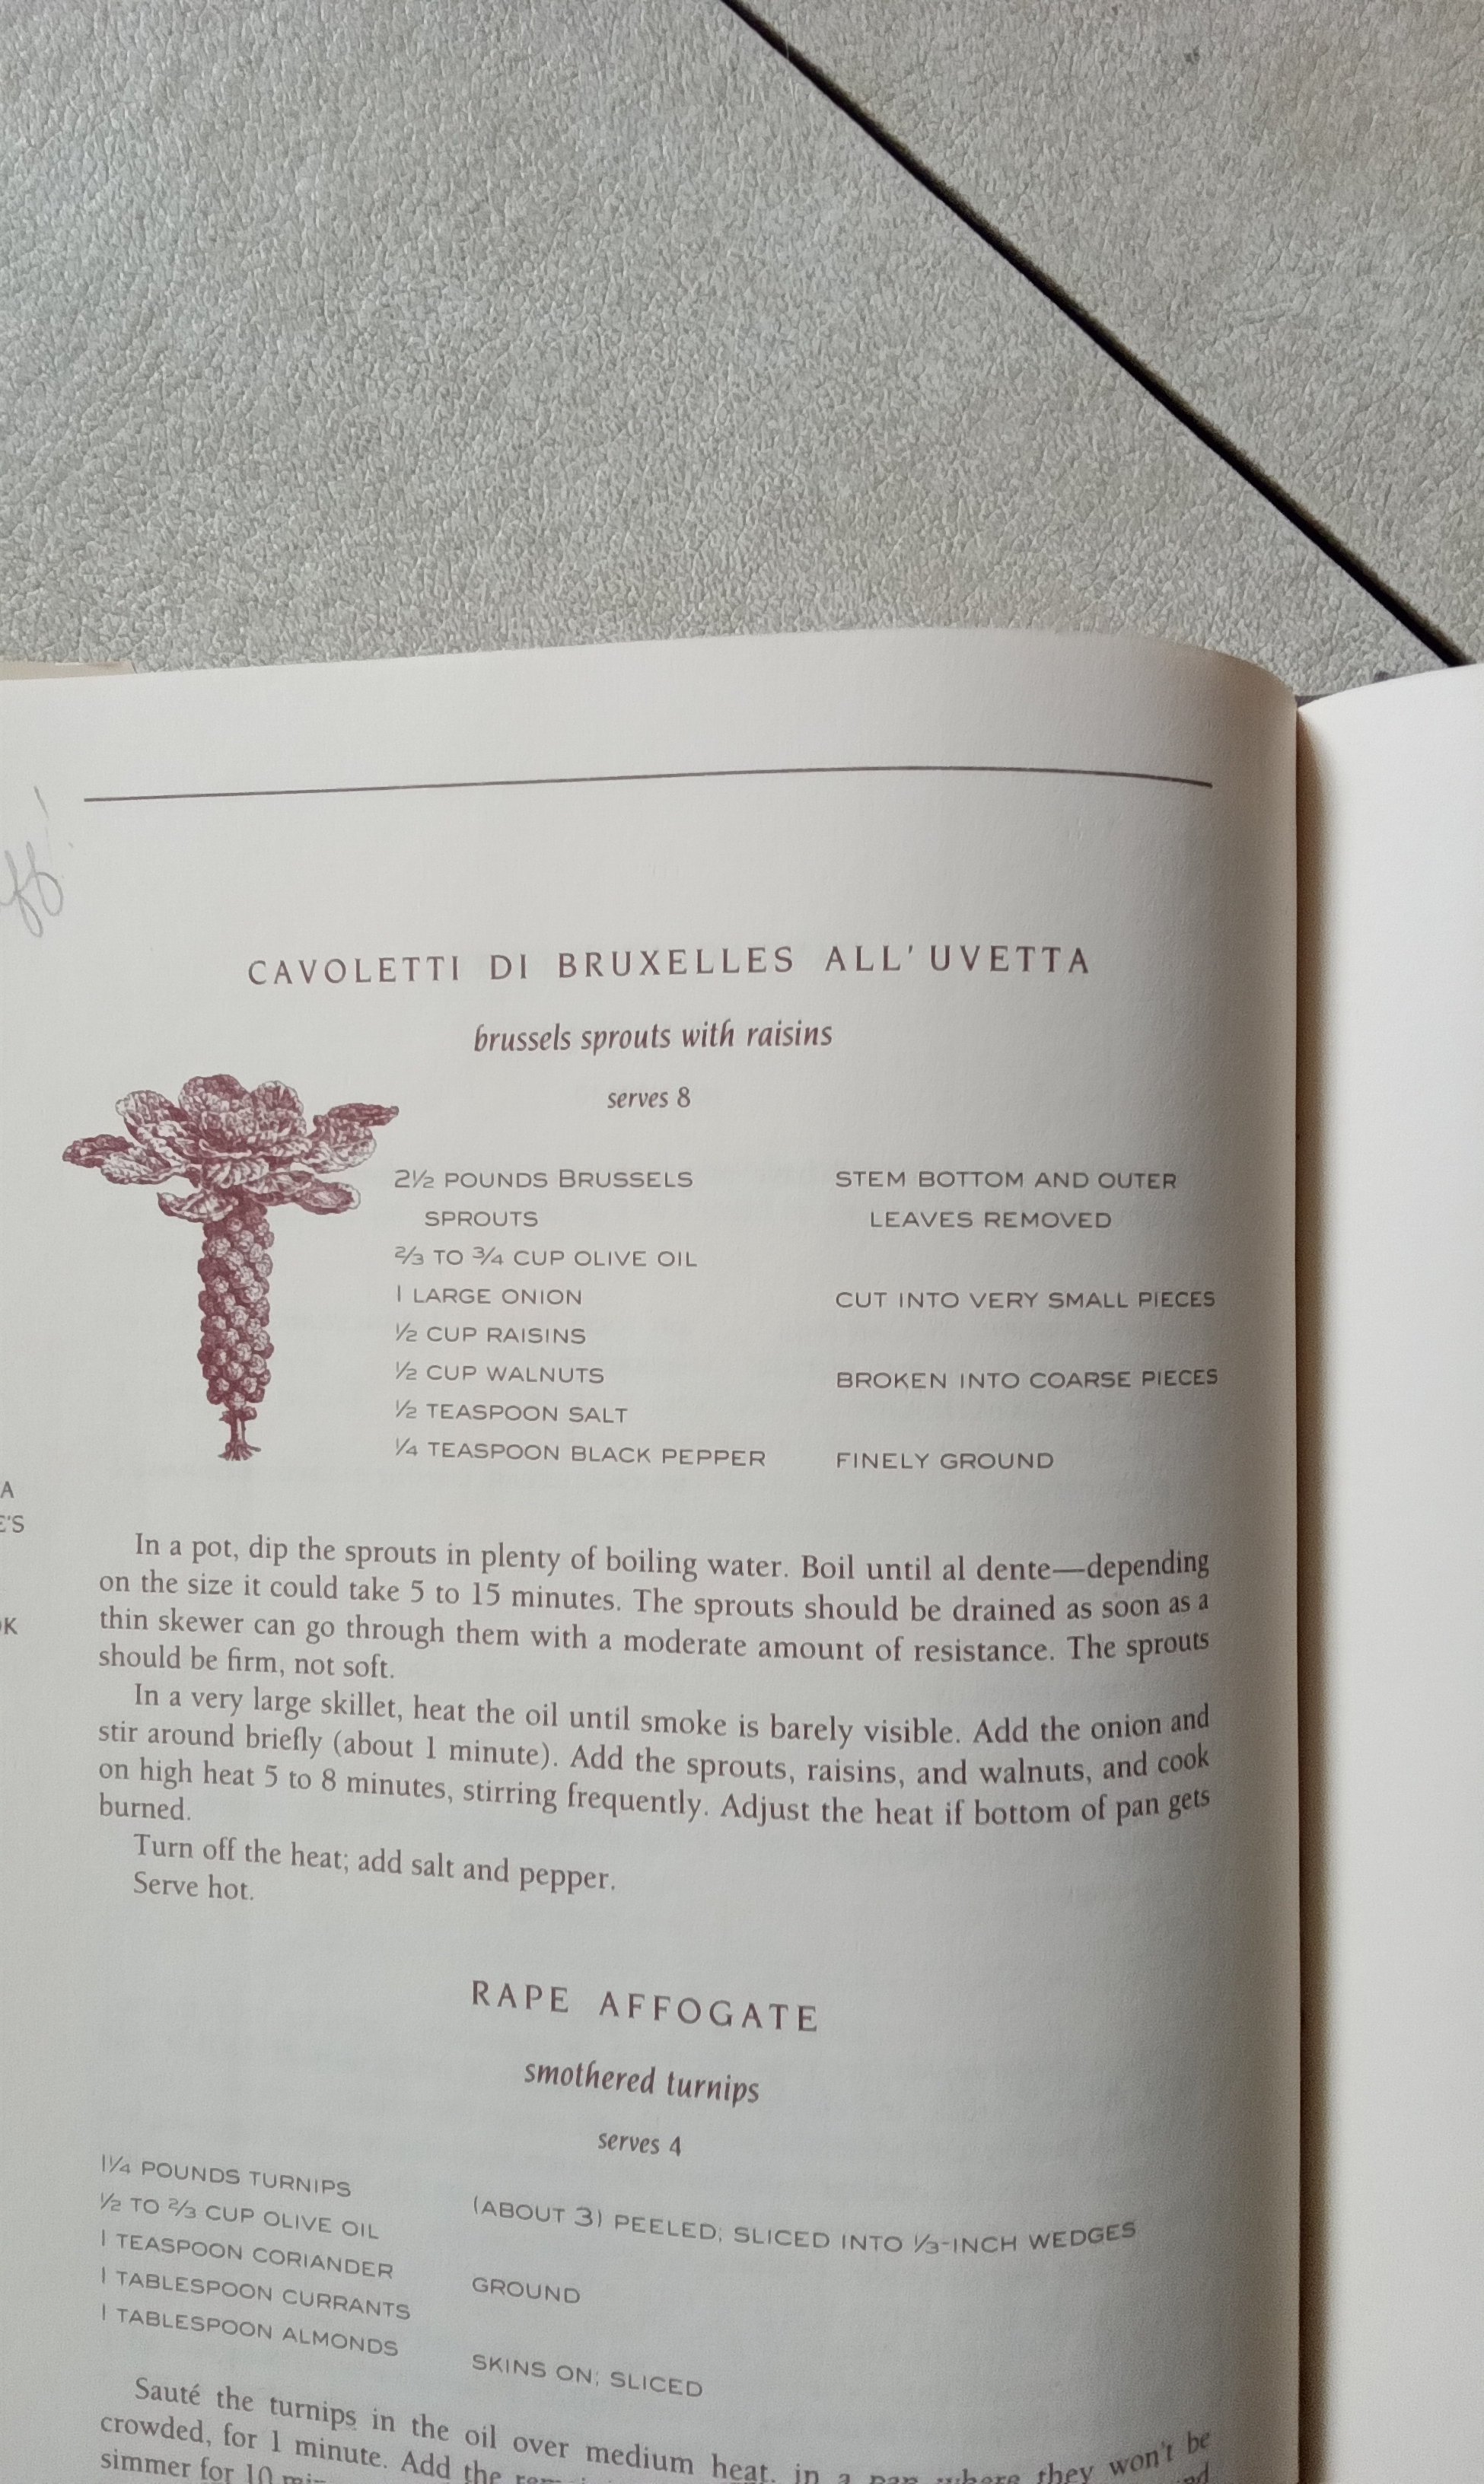 CAVOLETTI DI BRUXELLES ALL'UVETTA
brussels sprouts with raisins
serves 8
2½ POUNDS BRUSSELS SPROUTS STEM BOTTOM AND OUTER LEAVES REMOVED
⅔ TO ¾ CUP OLIVE OIL
1 LARGE ONION CUT INTO VERY SMALL PIECES
½ CUP RAISINS
½ CUP WALNUTS BROKEN INTO COARSE PIECES
½ TEASPOON SALT
¼ TEASPOON BLACK PEPPER FINELY GROUND
A
E'S
OK
In a pot, dip the sprouts in plenty of boiling water. Boil until al dente—depending
on the size it could take 5 to 15 minutes. The sprouts should be drained as soon as a
thin skewer can go through them with a moderate amount of resistance. The sprouts
should be firm, not soft.
In a very large skillet, heat the oil until smoke is barely visible. Add the onion and
stir around briefly (about 1 minute). Add the sprouts, raisins, and walnuts, and cook
on high heat 5 to 8 minutes, stirring frequently. Adjust the heat if bottom of pan gets
burned.
Turn off the heat; add salt and pepper.
Serve hot.
RAPE AFFOGATE
smothered turnips
serves 4
1¼ POUNDS TURNIPS (ABOUT 3) PEELED; SLICED INTO ⅓-INCH WEDGES
½ TO ⅔ CUP OLIVE OIL
1 TEASPOON CORIANDER GROUND
1 TABLESPOON CURRANTS
1 TABLESPOON ALMONDS SKINS ON; SLICED
Sauté the turnips in the oil over medium heat, in a pan where they won't be
crowded, for 1 minute. Add the
simmer for 10